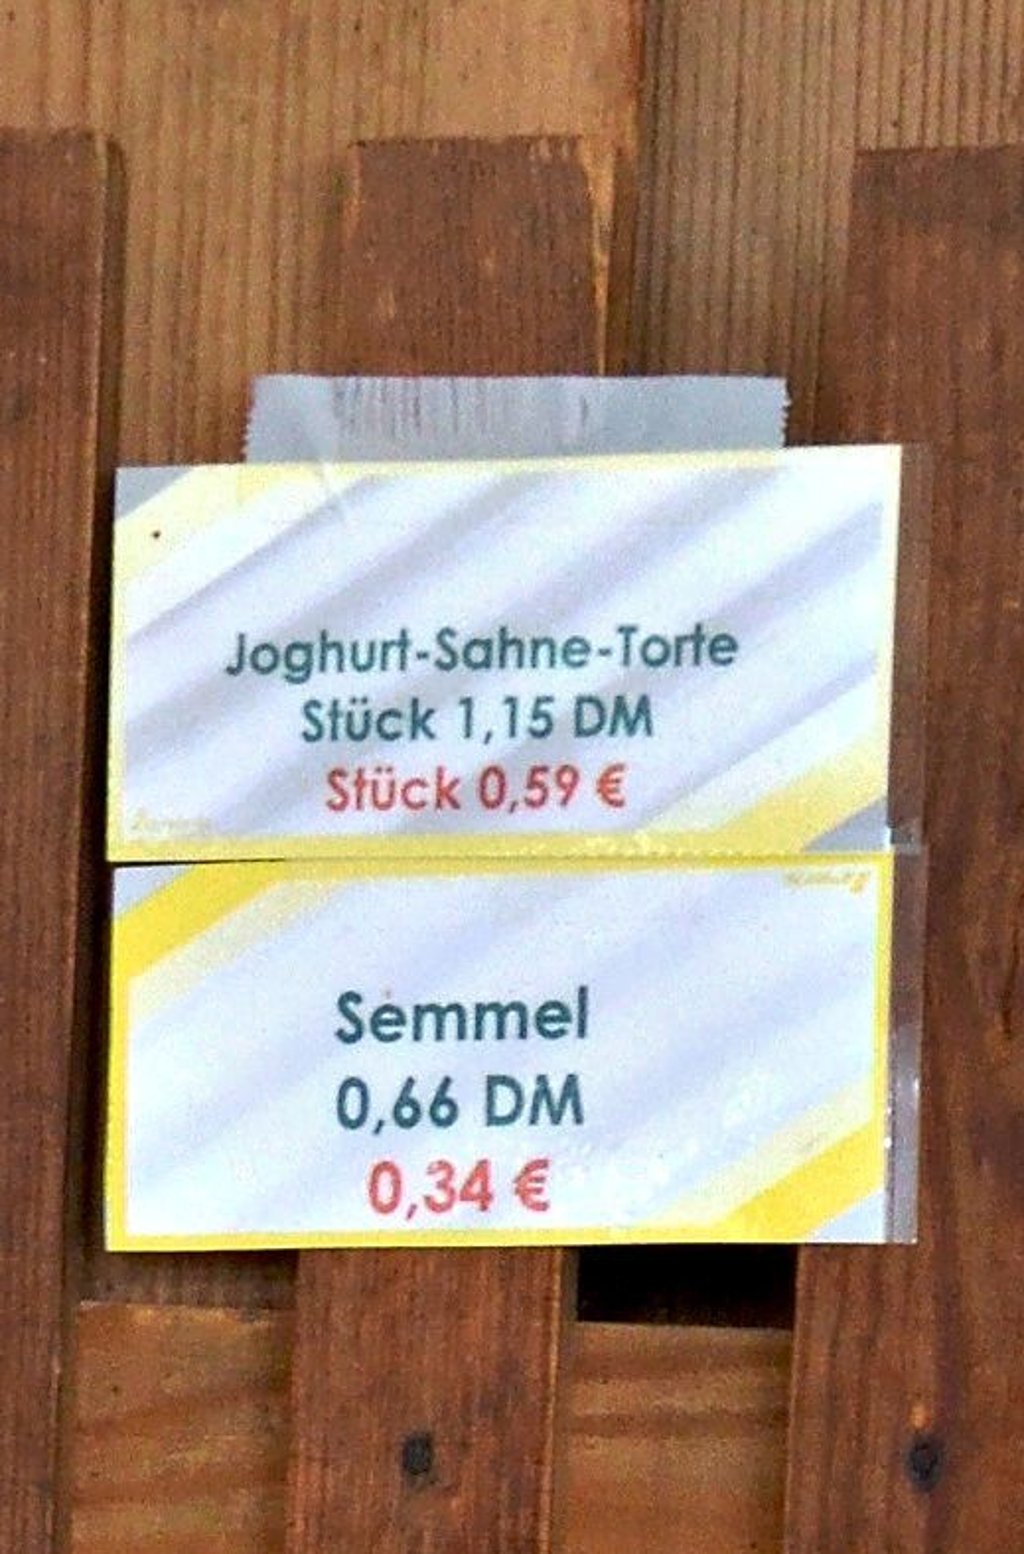 Joghurt-Sahne-Torte
Stück 1,15 DM
Stück 0,59 €
Semmel
0,66 DM
0,34 €